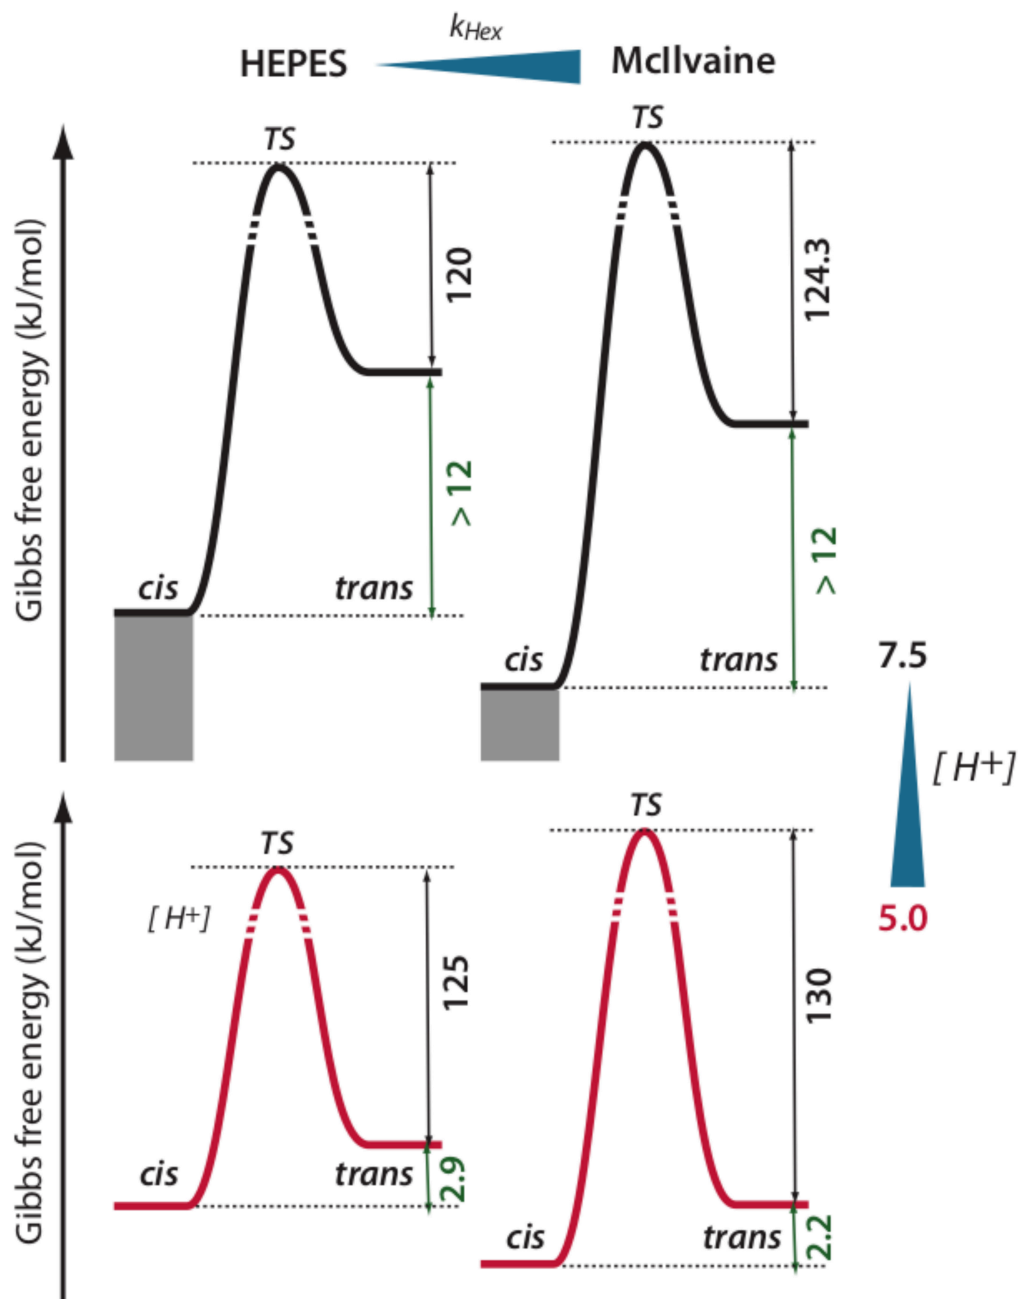 kHex
HEPES McIlvaine
TS
TS
Gibbs free energy (kJ/mol)
120
124.3
> 12
> 12
cis trans
cis trans
7.5
[ H+]
5.0
Gibbs free energy (kJ/mol)
TS
TS
[ H+]
125
130
cis trans
2.9
cis trans
2.2